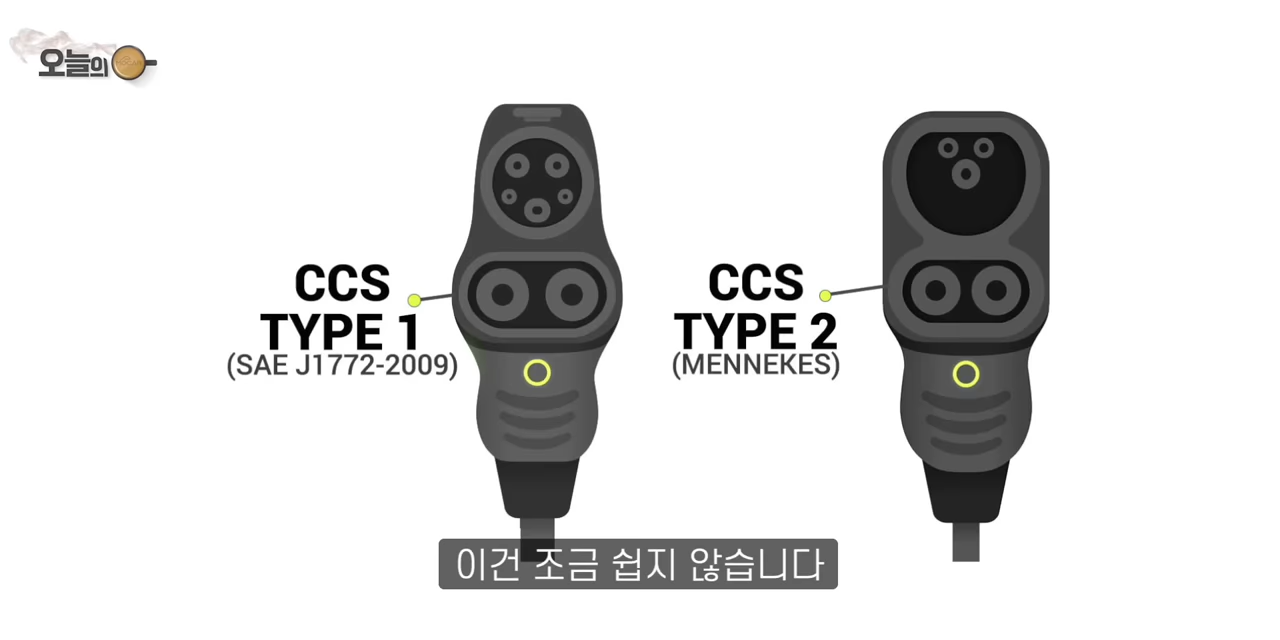 오늘의
CCS
TYPE 1
(SAE J1772-2009)
CCS
TYPE 2
(MENNEKES)
이건 조금 쉽지 않습니다